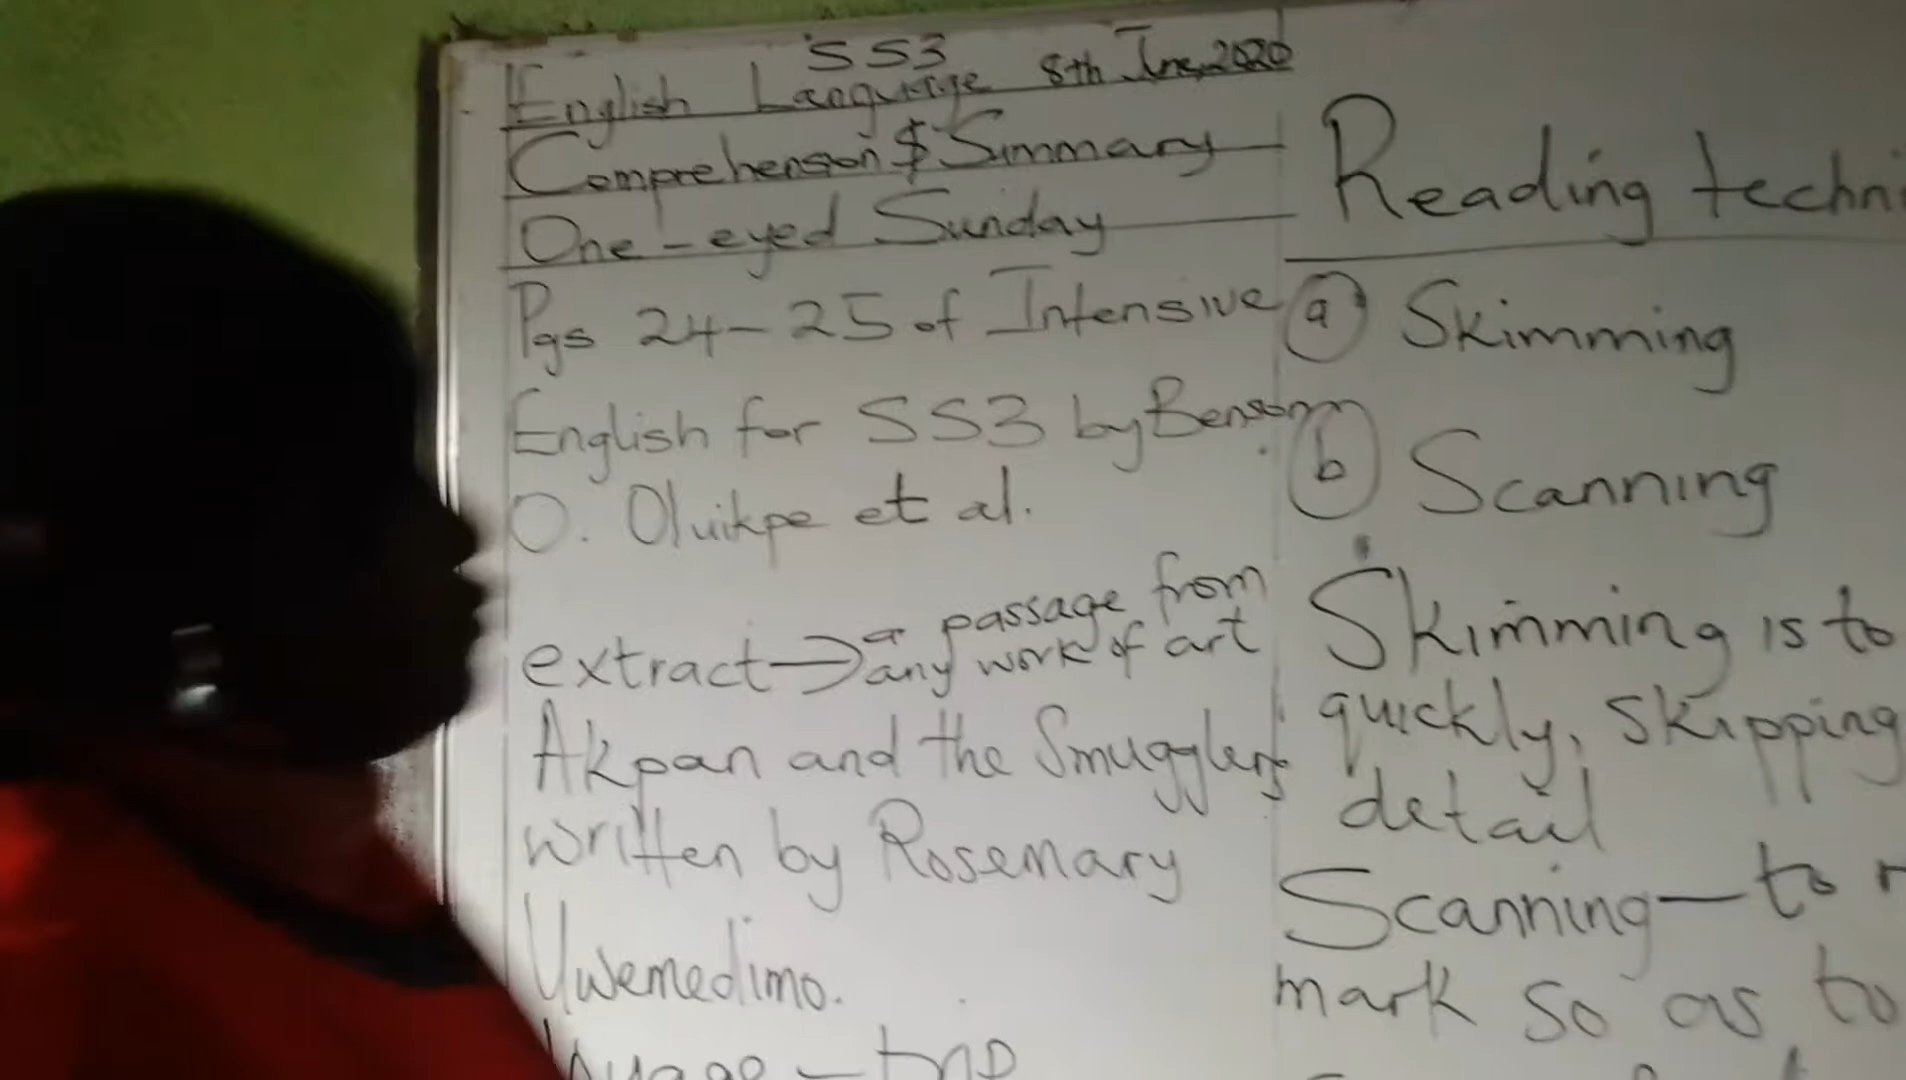 SS3
English Language 8th June, 2020
Comprehension & Summary
One-eyed Sunday
Pgs 24-25 of Intensive
English for SS3 by Benson
O. Oluikpe et al.
extract → a passage from
any work of art
Akpan and the Smugglers
written by Rosemary
Uwemedimo.
Reading techni
a Skimming
b Scanning
Skimming is to
quickly, skipping
detail
Scanning - to r
mark so as to